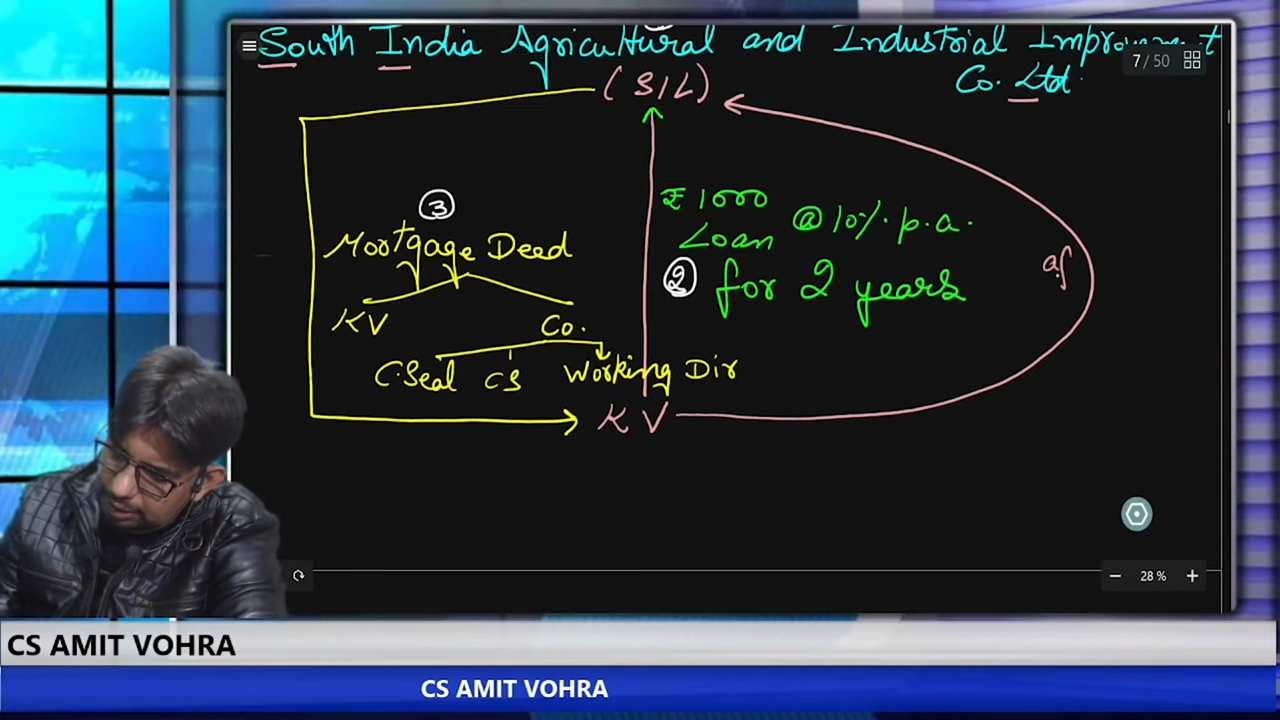 South India Agricultural and Industrial Improvement
Co. Ltd.
7 / 50
(SIL)
③
Mortgage Deed
KV
Co.
C.Seal CS Working Dir
₹ 1000
Loan @ 10% p.a.
② for 2 years
af
KV
28 %
CS AMIT VOHRA
CS AMIT VOHRA